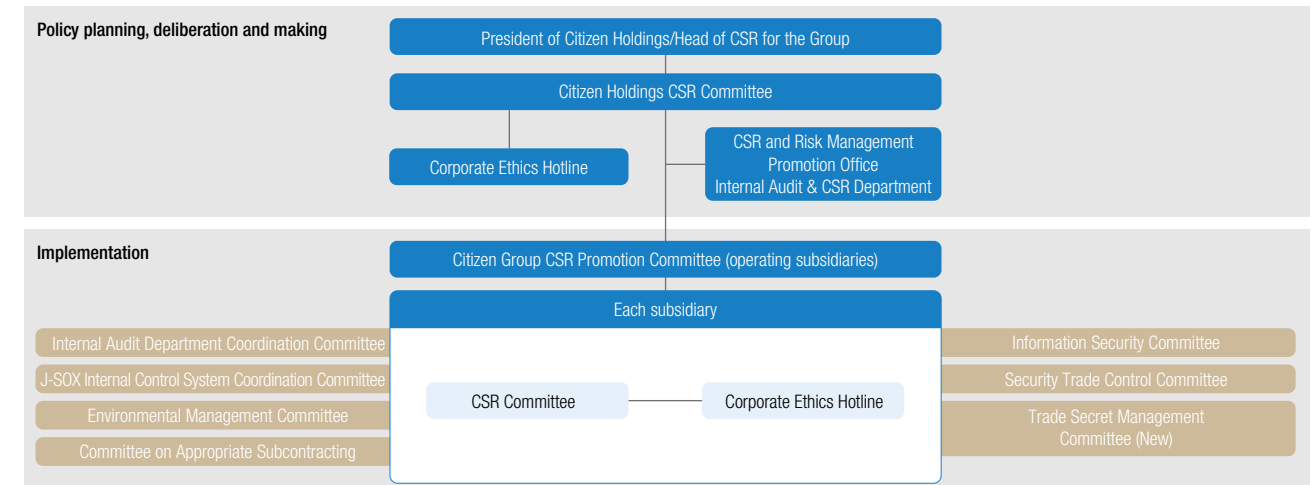 Policy planning, deliberation and making
President of Citizen Holdings/Head of CSR for the Group
Citizen Holdings CSR Committee
Corporate Ethics Hotline
CSR and Risk Management
Promotion Office
Internal Audit & CSR Department
Implementation
Citizen Group CSR Promotion Committee (operating subsidiaries)
Each subsidiary
Internal Audit Department Coordination Committee
J-SOX Internal Control System Coordination Committee
Environmental Management Committee
Committee on Appropriate Subcontracting
CSR Committee
Corporate Ethics Hotline
Information Security Committee
Security Trade Control Committee
Trade Secret Management
Committee (New)